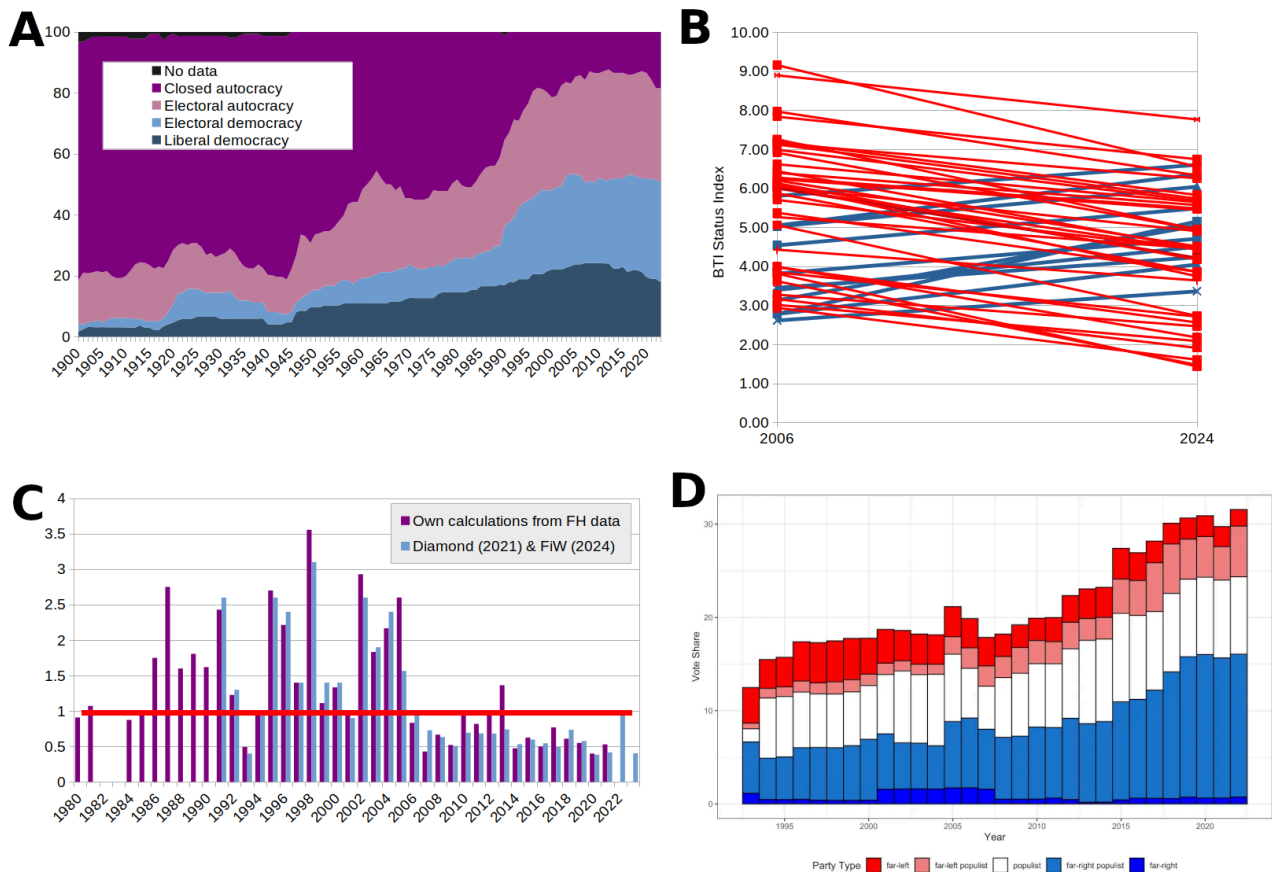 A
100
80
60
40
20
0
No data
Closed autocracy
Electoral autocracy
Electoral democracy
Liberal democracy
1900 1905 1910 1915 1920 1925 1930 1935 1940 1945 1950 1955 1960 1965 1970 1975 1980 1985 1990 1995 2000 2005 2010 2015 2020
B
BTI Status Index
10.00
9.00
8.00
7.00
6.00
5.00
4.00
3.00
2.00
1.00
0.00
2006 2024
C
4
3.5
3
2.5
2
1.5
1
0.5
0
Own calculations from FH data
Diamond (2021) & FiW (2024)
1980 1982 1984 1986 1988 1990 1992 1994 1996 1998 2000 2002 2004 2006 2008 2010 2012 2014 2016 2018 2020 2022
D
Vote Share
30
20
10
0
1995 2000 2005 2010 2015 2020
Year
Party Type far-left far-left populist populist far-right populist far-right